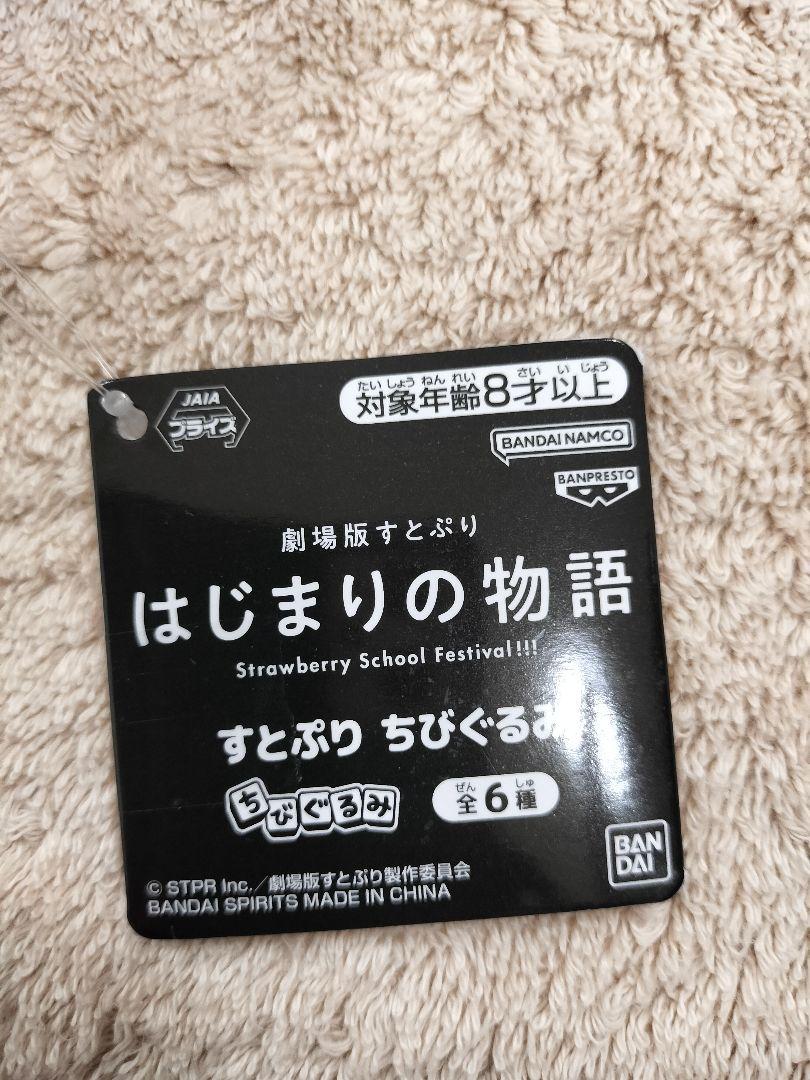 JAIA
プライズ
たいしょうねんれい さい いじょう
対象年齢8才以上
BANDAI NAMCO
BANPRESTO
劇場版すとぷり
はじまりの物語
Strawberry School Festival!!!
すとぷり ちびぐるみ
ちびぐるみ
ぜん しゅ
全6種
BAN
DAI
© STPR Inc./劇場版すとぷり製作委員会
BANDAI SPIRITS MADE IN CHINA